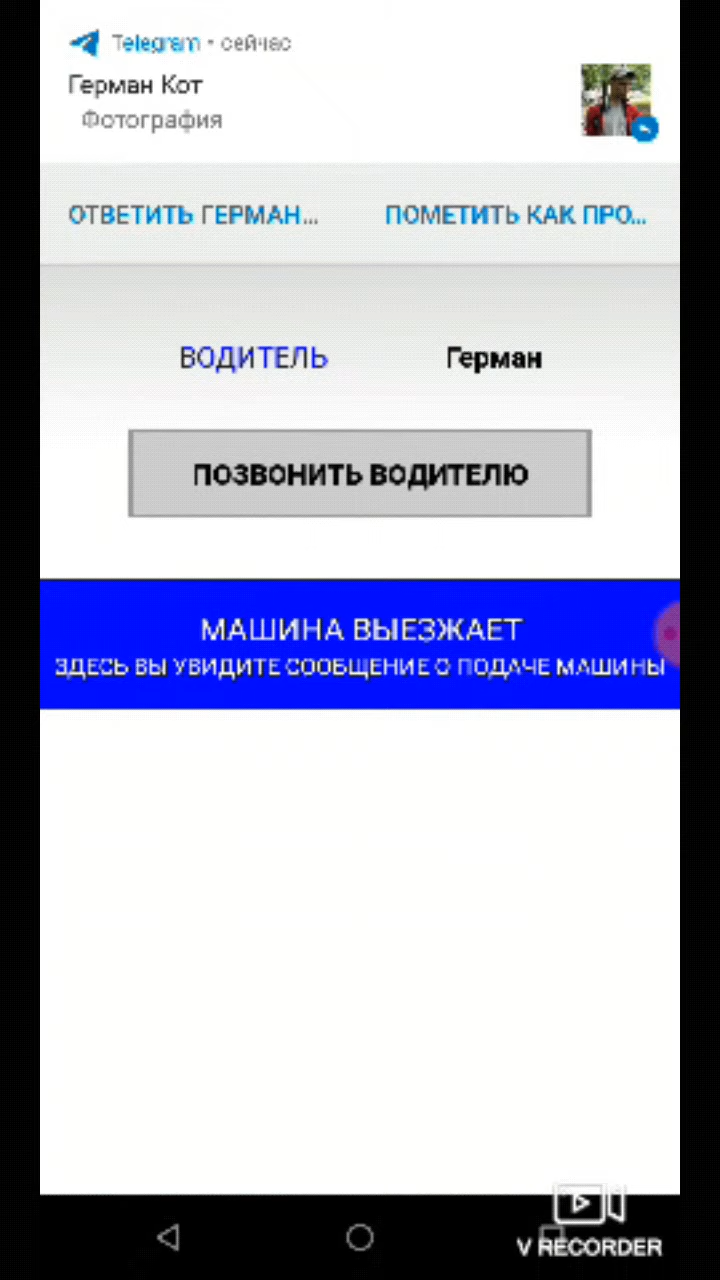 Telegram • сейчас
Герман Кот
Фотография
ОТВЕТИТЬ ГЕРМАН... ПОМЕТИТЬ КАК ПРО...
ВОДИТЕЛЬ Герман
ПОЗВОНИТЬ ВОДИТЕЛЮ
МАШИНА ВЫЕЗЖАЕТ
ЗДЕСЬ ВЫ УВИДИТЕ СООБЩЕНИЕ О ПОДАЧЕ МАШИНЫ
V RECORDER